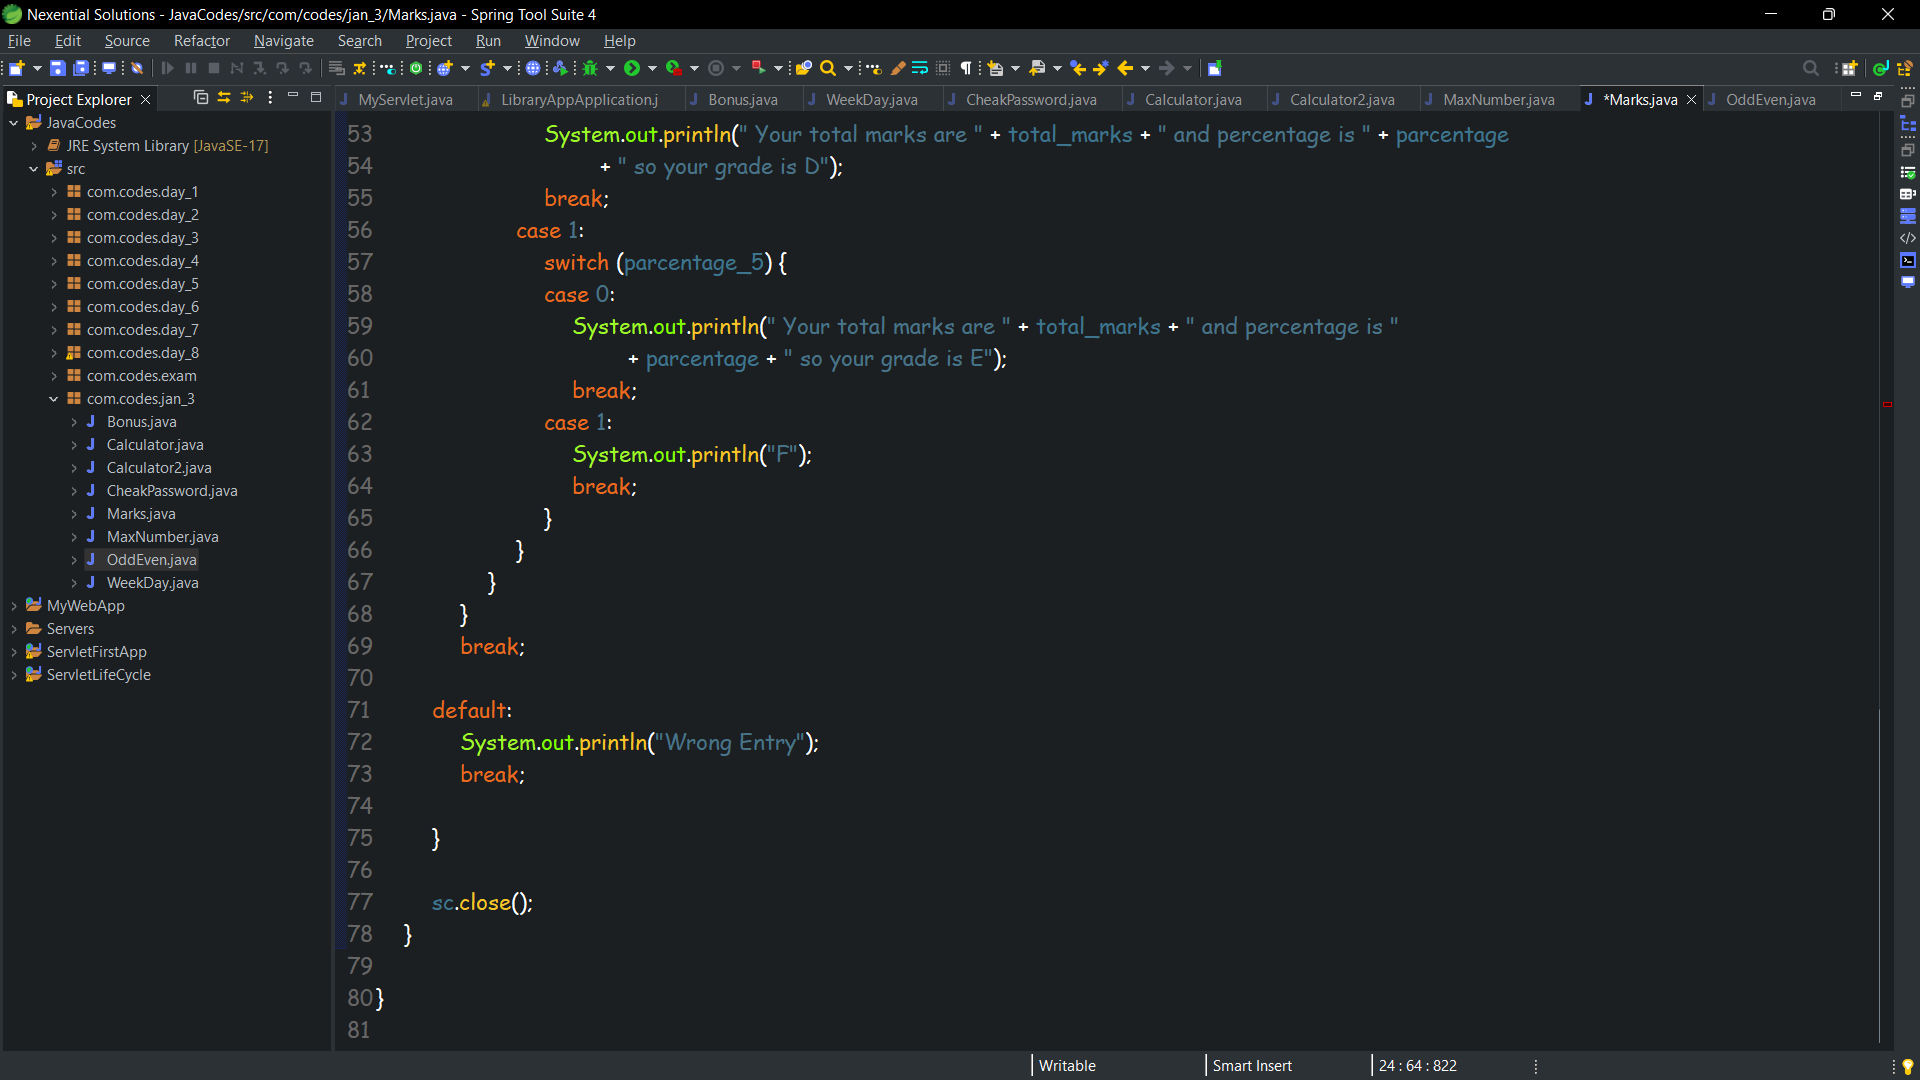 Nexential Solutions - JavaCodes/src/com/codes/jan_3/Marks.java - Spring Tool Suite 4
File Edit Source Refactor Navigate Search Project Run Window Help
Project Explorer
MyServlet.java LibraryAppApplication.j Bonus.java WeekDay.java CheakPassword.java Calculator.java Calculator2.java MaxNumber.java *Marks.java OddEven.java
JavaCodes
JRE System Library [JavaSE-17]
src
com.codes.day_1
com.codes.day_2
com.codes.day_3
com.codes.day_4
com.codes.day_5
com.codes.day_6
com.codes.day_7
com.codes.day_8
com.codes.exam
com.codes.jan_3
Bonus.java
Calculator.java
Calculator2.java
CheakPassword.java
Marks.java
MaxNumber.java
OddEven.java
WeekDay.java
MyWebApp
Servers
ServletFirstApp
ServletLifeCycle
53 System.out.println(" Your total marks are " + total_marks + " and percentage is " + parcentage
54 + " so your grade is D");
55 break;
56 case 1:
57 switch (parcentage_5) {
58 case 0:
59 System.out.println(" Your total marks are " + total_marks + " and percentage is "
60 + parcentage + " so your grade is E");
61 break;
62 case 1:
63 System.out.println("F");
64 break;
65 }
66 }
67 }
68 }
69 break;
70
71 default:
72 System.out.println("Wrong Entry");
73 break;
74
75 }
76
77 sc.close();
78 }
79
80 }
81
Writable Smart Insert 24 : 64 : 822